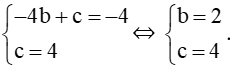 {−4b + c = −4
c = 4 ⇔ {b = 2
c = 4 .